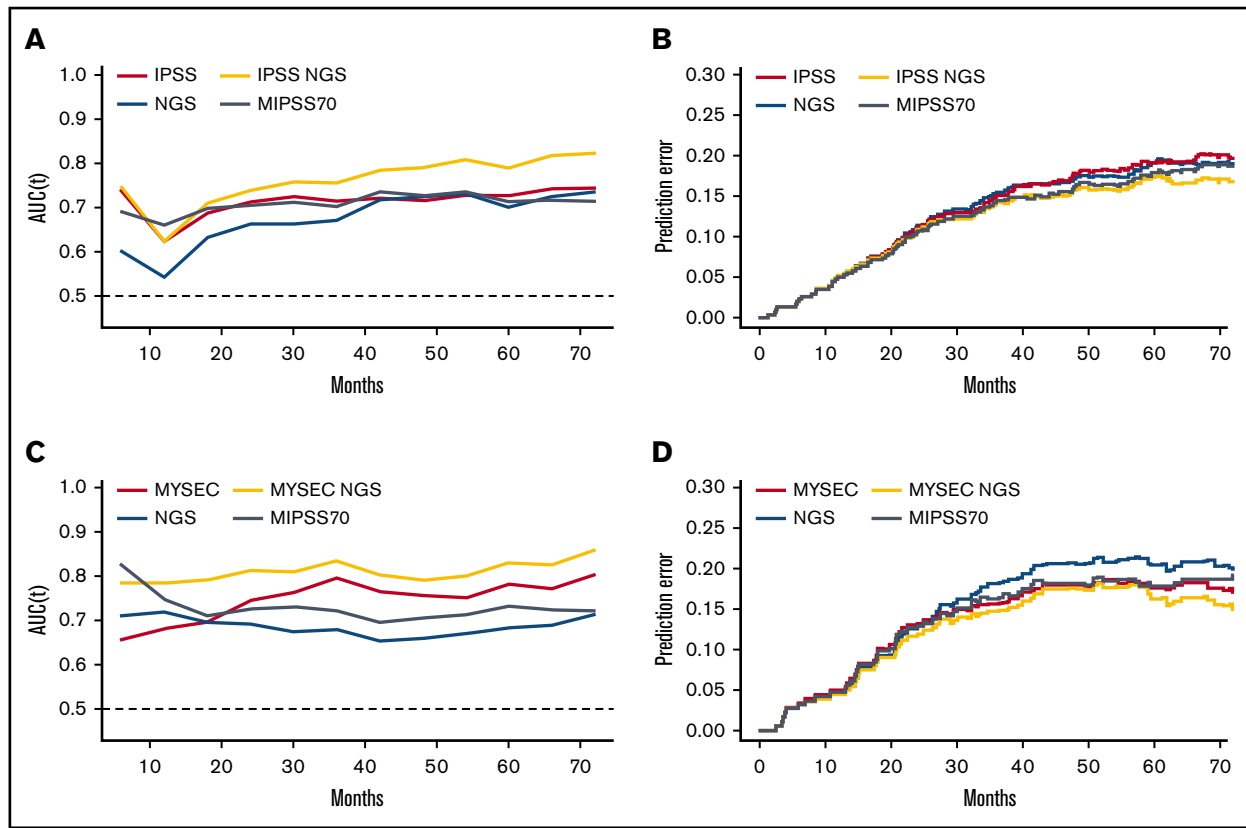 A
IPSS
IPSS NGS
NGS
MIPSS70
1.0
0.9
0.8
0.7
0.6
0.5
AUC(t)
10 20 30 40 50 60 70
Months
B
IPSS
IPSS NGS
NGS
MIPSS70
0.30
0.25
0.20
0.15
0.10
0.05
0.00
Prediction error
0 10 20 30 40 50 60 70
Months
C
MYSEC
MYSEC NGS
NGS
MIPSS70
1.0
0.9
0.8
0.7
0.6
0.5
AUC(t)
10 20 30 40 50 60 70
Months
D
MYSEC
MYSEC NGS
NGS
MIPSS70
0.30
0.25
0.20
0.15
0.10
0.05
0.00
Prediction error
0 10 20 30 40 50 60 70
Months